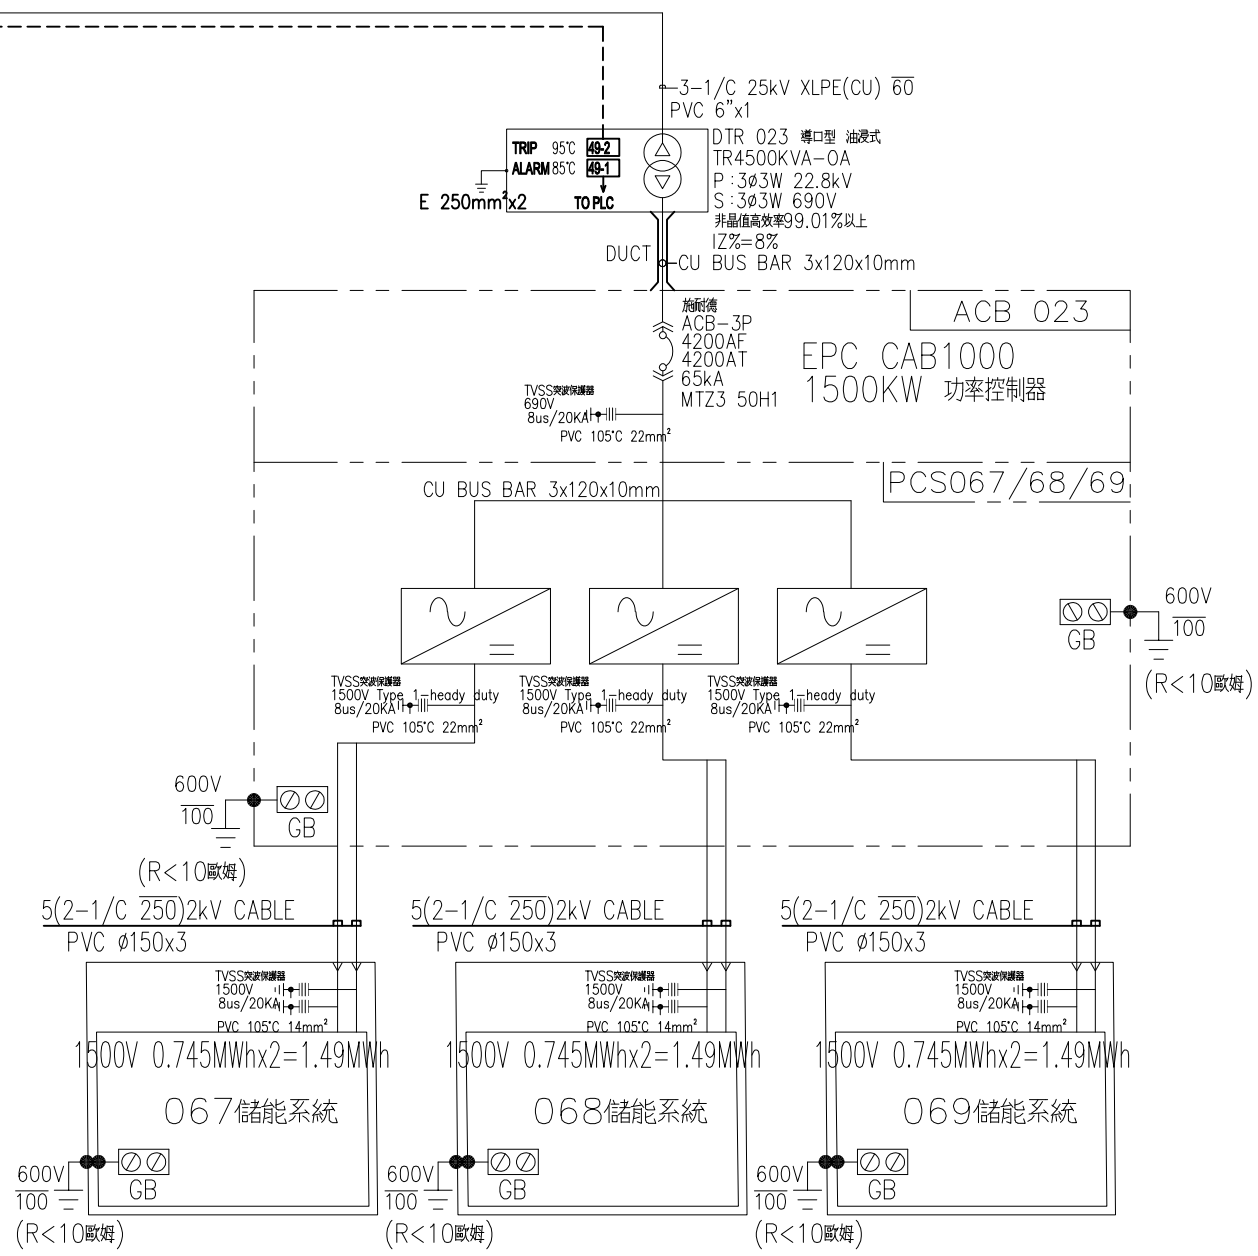 3-1/C 25kV XLPE(CU) 60
PVC 6"x1
TRIP 95℃ 49-2
ALARM 85℃ 49-1
TO PLC
E 250mm²x2
DTR 023 導口型 油浸式
TR4500KVA-OA
P :3ø3W 22.8kV
S :3ø3W 690V
非晶值高效率99.01%以上
IZ%=8%
DUCT
CU BUS BAR 3x120x10mm
施耐德
ACB-3P
4200AF
4200AT
65kA
MTZ3 50H1
ACB 023
EPC CAB1000
1500KW 功率控制器
TVSS突波保護器
690V
8us/20KA
PVC 105℃ 22mm²
PCS067/68/69
CU BUS BAR 3x120x10mm
600V
100
GB
(R<10歐姆)
TVSS突波保護器
1500V Type 1-heady duty
8us/20KA
PVC 105℃ 22mm²
TVSS突波保護器
1500V Type 1-heady duty
8us/20KA
PVC 105℃ 22mm²
TVSS突波保護器
1500V Type 1-heady duty
8us/20KA
PVC 105℃ 22mm²
600V
100
GB
(R<10歐姆)
5(2-1/C 250)2kV CABLE
PVC ø150x3
5(2-1/C 250)2kV CABLE
PVC ø150x3
5(2-1/C 250)2kV CABLE
PVC ø150x3
TVSS突波保護器
1500V
8us/20KA
PVC 105℃ 14mm²
1500V 0.745MWhx2=1.49MWh
067儲能系統
600V
100
GB
(R<10歐姆)
TVSS突波保護器
1500V
8us/20KA
PVC 105℃ 14mm²
1500V 0.745MWhx2=1.49MWh
068儲能系統
600V
100
GB
(R<10歐姆)
TVSS突波保護器
1500V
8us/20KA
PVC 105℃ 14mm²
1500V 0.745MWhx2=1.49MWh
069儲能系統
600V
100
GB
(R<10歐姆)